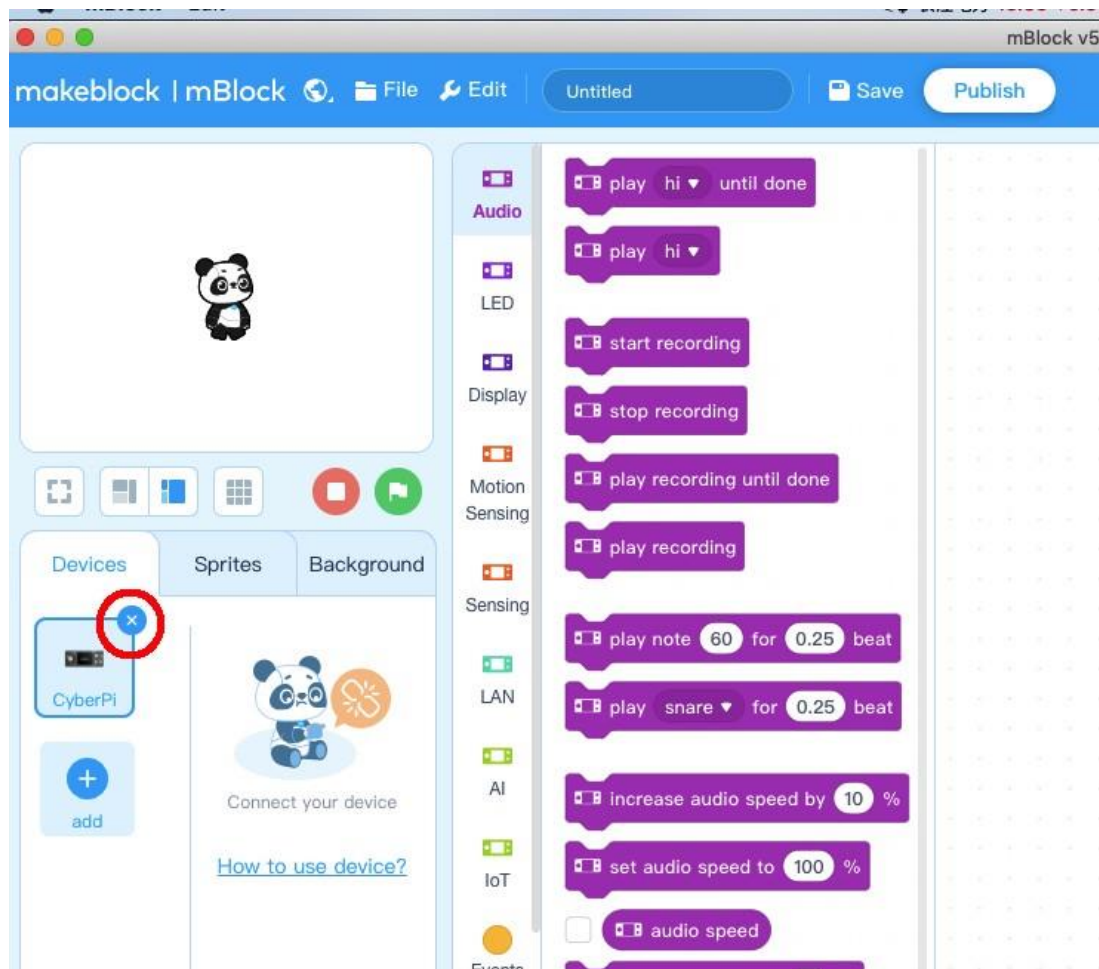 mBlock v5
makeblock | mBlock
File
Edit
Untitled
Save
Publish
Audio
LED
Display
Motion
Sensing
Sensing
LAN
AI
IoT
play hi until done
play hi
start recording
stop recording
play recording until done
play recording
play note 60 for 0.25 beat
play snare for 0.25 beat
increase audio speed by 10 %
set audio speed to 100 %
audio speed
Devices
Sprites
Background
CyberPi
add
Connect your device
How to use device?